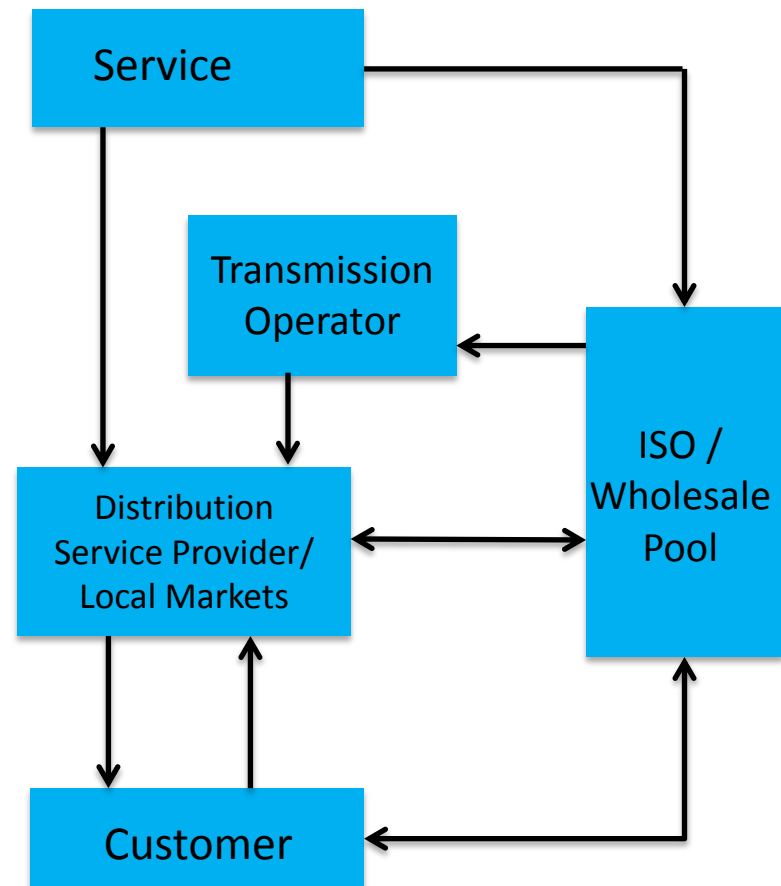 Service
Transmission
Operator
ISO /
Wholesale
Pool
Distribution
Service Provider/
Local Markets
Customer